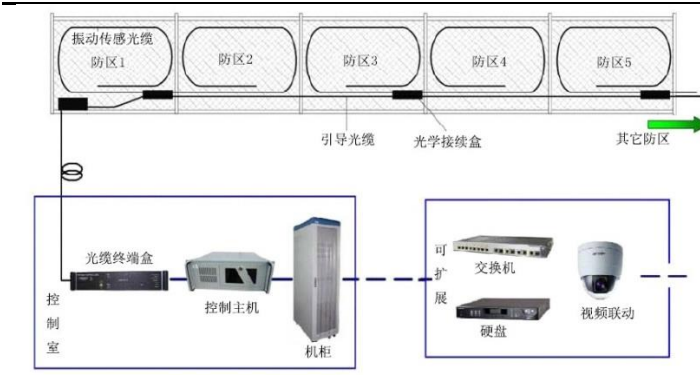 振动传感光缆
防区1
防区2
防区3
防区4
防区5
引导光缆
光学接续盒
其它防区
光缆终端盒
控制主机
机柜
控制室
可扩展
交换机
硬盘
视频联动